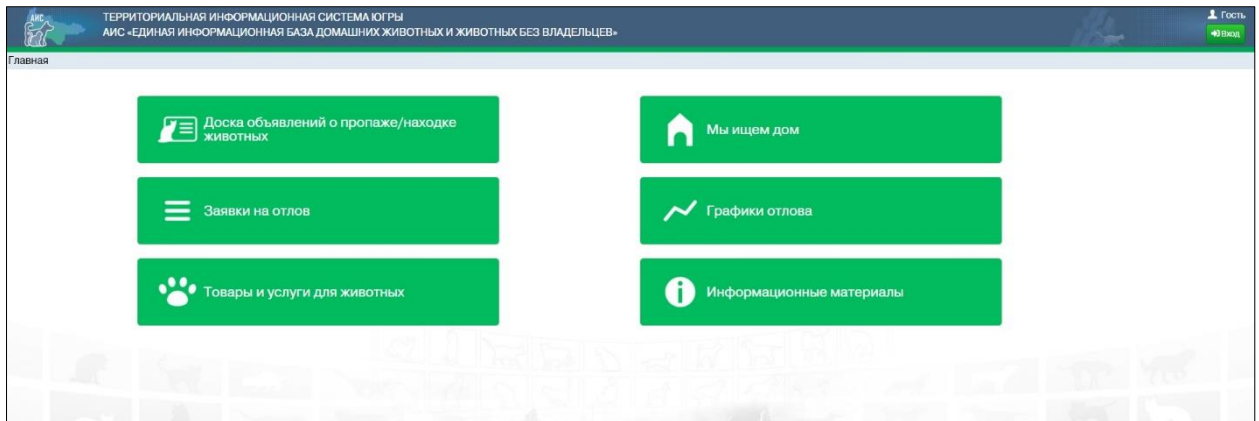 АИС
ТЕРРИТОРИАЛЬНАЯ ИНФОРМАЦИОННАЯ СИСТЕМА ЮГРЫ
АИС «ЕДИНАЯ ИНФОРМАЦИОННАЯ БАЗА ДОМАШНИХ ЖИВОТНЫХ И ЖИВОТНЫХ БЕЗ ВЛАДЕЛЬЦЕВ»
Гость
Вход
Главная
Доска объявлений о пропаже/находке
животных
Мы ищем дом
Заявки на отлов
Графики отлова
Товары и услуги для животных
Информационные материалы